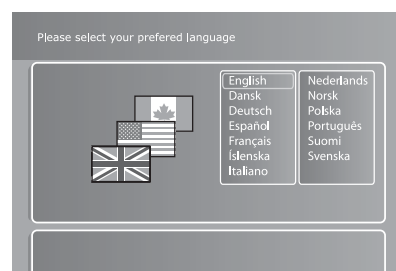 Please select your prefered language
English
Dansk
Deutsch
Español
Français
Íslenska
Italiano
Nederlands
Norsk
Polska
Português
Suomi
Svenska